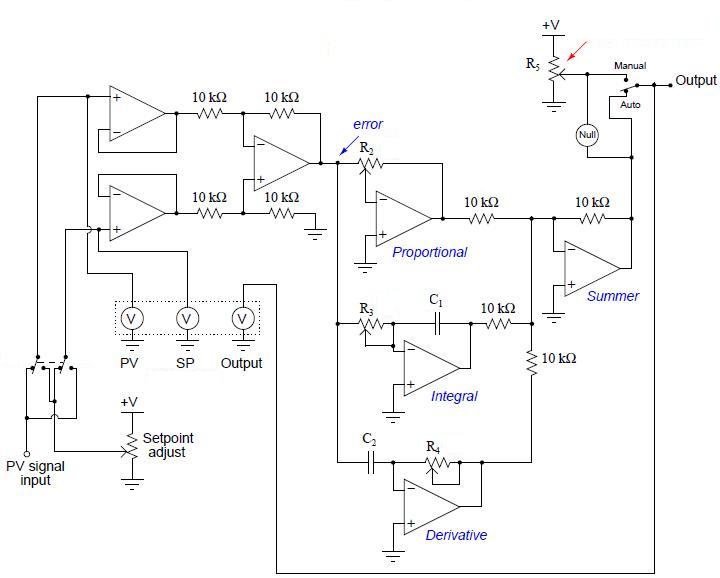 +V
R5
Manual
Output
Auto
Null
10 kΩ
10 kΩ
error
R2
+
−
−
+
10 kΩ
10 kΩ
−
+
−
+
10 kΩ
10 kΩ
Proportional
−
+
Summer
R3
C1
10 kΩ
V
V
V
PV
SP
Output
−
+
Integral
10 kΩ
+V
Setpoint
adjust
PV signal
input
C2
R4
−
+
Derivative